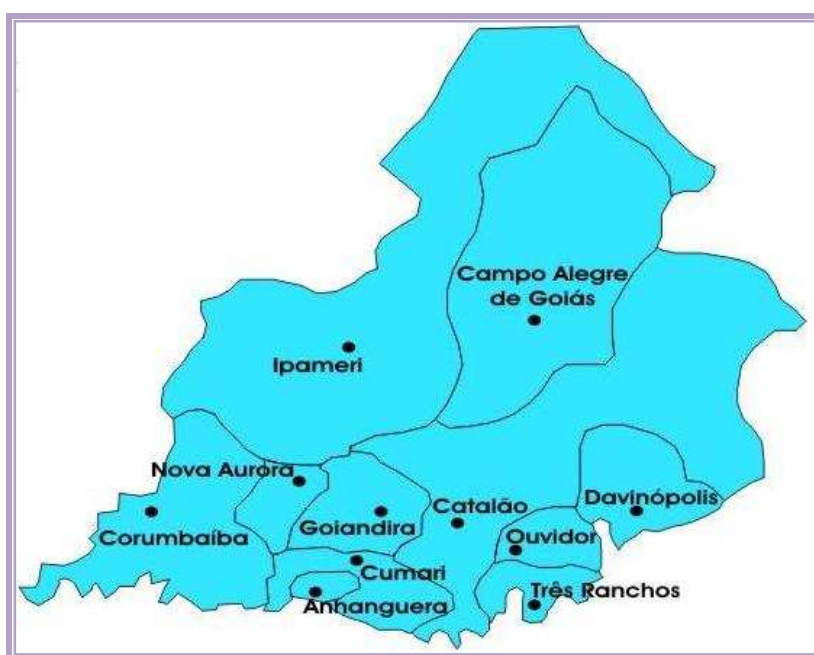 Campo Alegre
de Goiás
Ipameri
Nova Aurora
Corumbaíba
Goiandira
Catalão
Davinópolis
Ouvidor
Cumari
Anhanguera
Três Ranchos